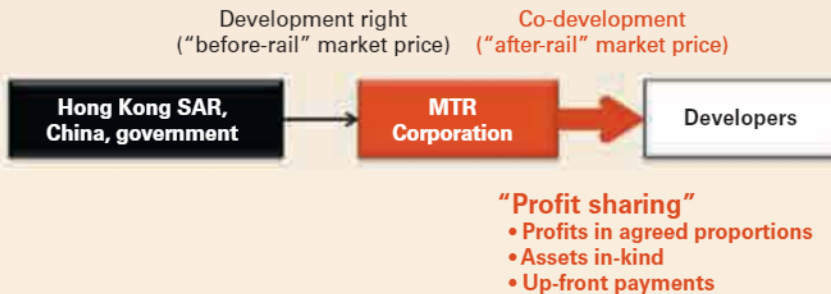 Development right
(“before-rail” market price)
Co-development
(“after-rail” market price)
Hong Kong SAR,
China, government
MTR
Corporation
Developers
“Profit sharing”
• Profits in agreed proportions
• Assets in-kind
• Up-front payments